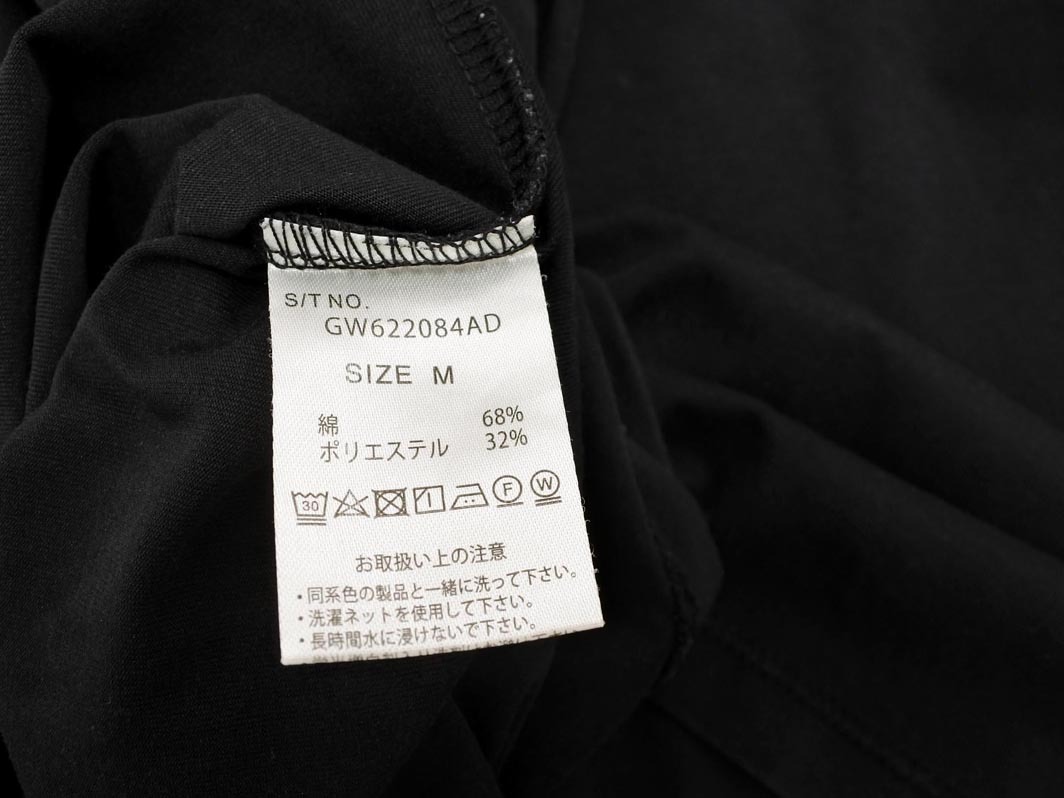 S/T NO.
GW622084AD
SIZE M
綿 68%
ポリエステル 32%
30 F W
お取扱い上の注意
・同系色の製品と一緒に洗って下さい。
・洗濯ネットを使用して下さい。
・長時間水に浸けないで下さい。